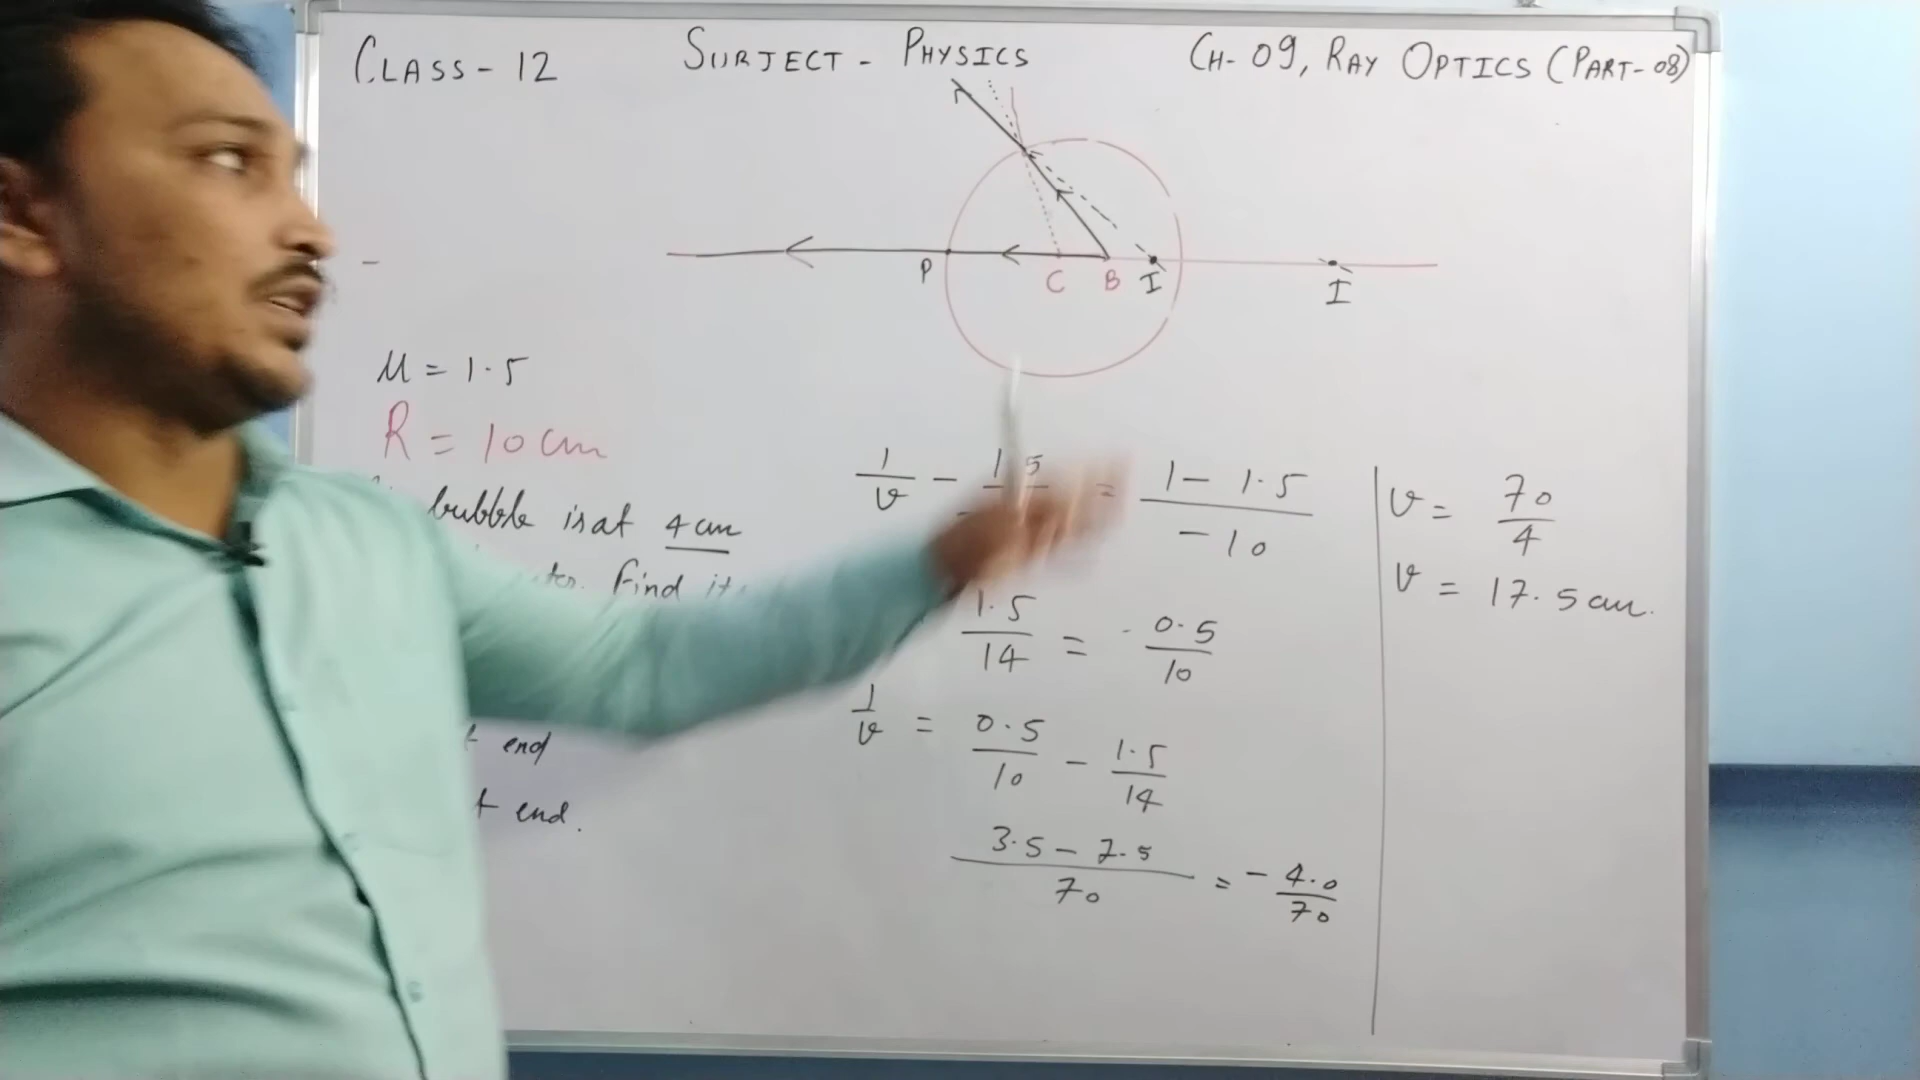 CLASS - 12 SUBJECT - PHYSICS CH- 09, RAY OPTICS (PART- 08)
P C B I I
μ = 1.5
R = 10 cm
bubble is at 4 cm
Find
end
end.
1/v - 1.5 = 1 - 1.5 / -10
1.5/14 = - 0.5/10
1/v = 0.5/10 - 1.5/14
3.5 - 7.5 / 70 = - 4.0/70
v = 70/4
v = 17.5 cm.